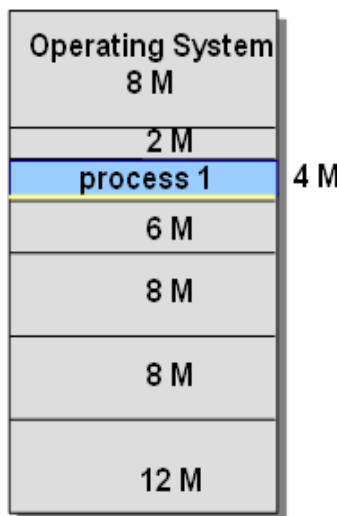 Operating System
8 M
2 M
process 1 4 M
6 M
8 M
8 M
12 M